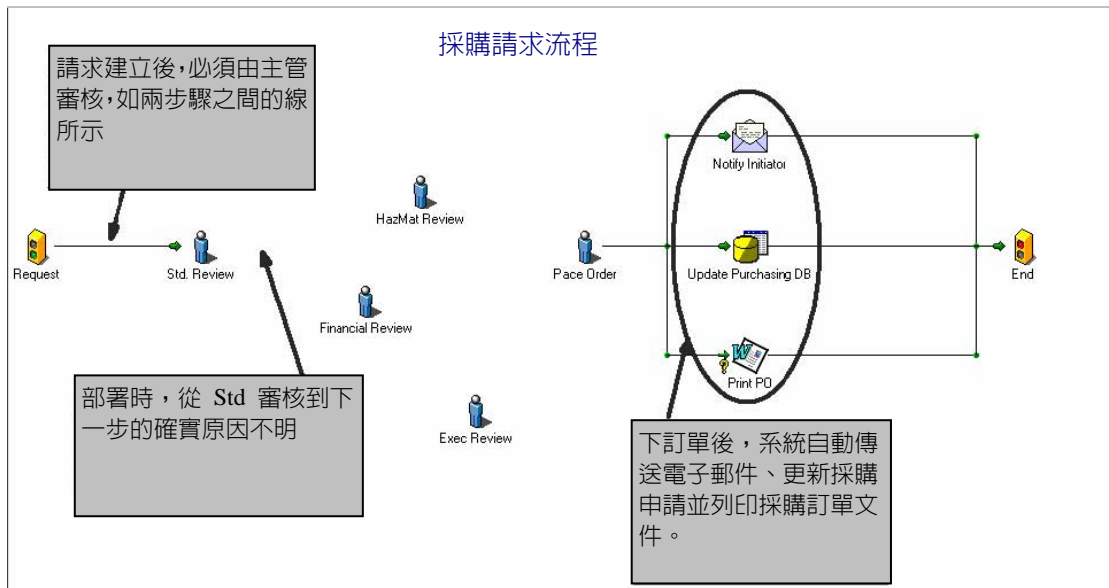 採購請求流程
請求建立後，必須由主管
審核，如兩步驟之間的線
所示
Notify Initiator
HazMat Review
Request
Std. Review
Pace Order
Update Purchasing DB
End
Financial Review
Print PO
部署時，從 Std 審核到下
一步的確實原因不明
Exec Review
下訂單後，系統自動傳
送電子郵件、更新採購
申請並列印採購訂單文
件。